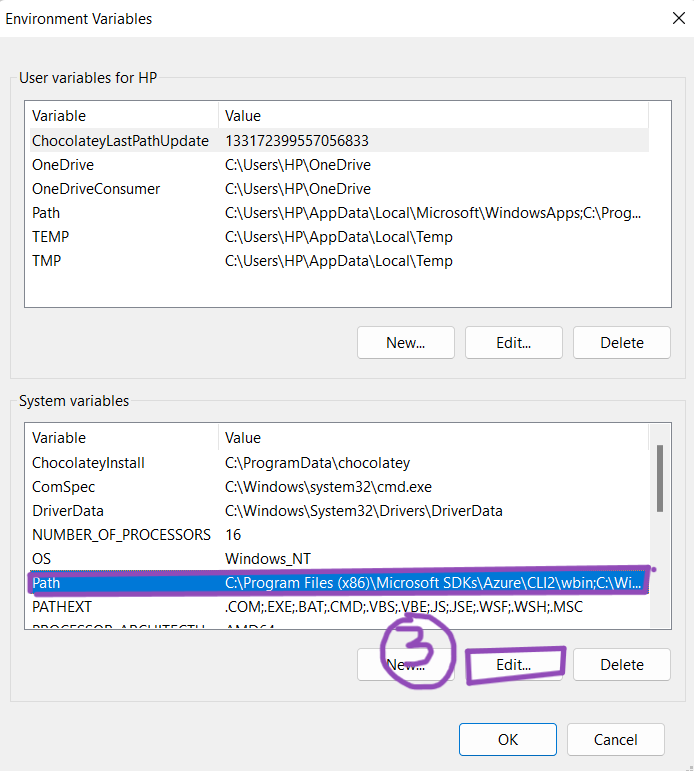 Environment Variables
User variables for HP
Variable Value
ChocolateyLastPathUpdate 133172399557056833
OneDrive C:\Users\HP\OneDrive
OneDriveConsumer C:\Users\HP\OneDrive
Path C:\Users\HP\AppData\Local\Microsoft\WindowsApps;C:\Prog...
TEMP C:\Users\HP\AppData\Local\Temp
TMP C:\Users\HP\AppData\Local\Temp
New... Edit... Delete
System variables
Variable Value
ChocolateyInstall C:\ProgramData\chocolatey
ComSpec C:\Windows\system32\cmd.exe
DriverData C:\Windows\System32\Drivers\DriverData
NUMBER_OF_PROCESSORS 16
OS Windows_NT
Path C:\Program Files (x86)\Microsoft SDKs\Azure\CLI2\wbin;C:\Wi...
PATHEXT .COM;.EXE;.BAT;.CMD;.VBS;.VBE;.JS;.JSE;.WSF;.WSH;.MSC
3
New... Edit... Delete
OK Cancel